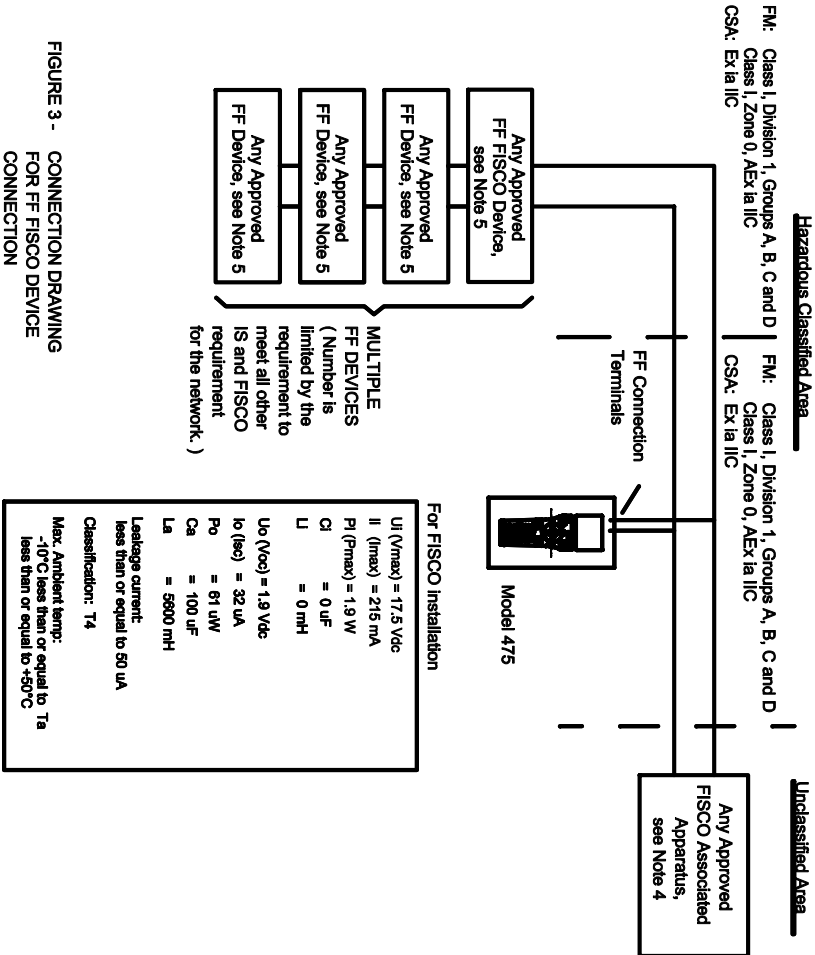 Hazardous Classified Area
Unclassified Area
FM: Class I, Division 1, Groups A, B, C and D
Class I, Zone 0, AEx ia IIC
CSA: Ex ia IIC
FM: Class I, Division 1, Groups A, B, C and D
Class I, Zone 0, AEx ia IIC
CSA: Ex ia IIC
Any Approved
FISCO Associated
Apparatus,
see Note 4
FF Connection
Terminals
Model 475
Any Approved
FF FISCO Device,
see Note 5
Any Approved
FF Device, see Note 5
Any Approved
FF Device, see Note 5
Any Approved
FF Device, see Note 5
MULTIPLE
FF DEVICES
( Number is
limited by the
requirement to
meet all other
IS and FISCO
requirement
for the network. )
For FISCO installation
Ui (Vmax) = 17.5 Vdc
Ii (Imax) = 215 mA
Pi (Pmax) = 1.9 W
Ci = 0 uF
Li = 0 mH
Uo (Voc) = 1.9 Vdc
Io (Isc) = 32 uA
Po = 61 uW
Ca = 100 uF
La = 5600 mH
Leakage current:
less than or equal to 50 uA
Classification: T4
Max. Ambient temp:
-10°C less than or equal to Ta
less than or equal to +50°C
FIGURE 3 - CONNECTION DRAWING
FOR FF FISCO DEVICE
CONNECTION